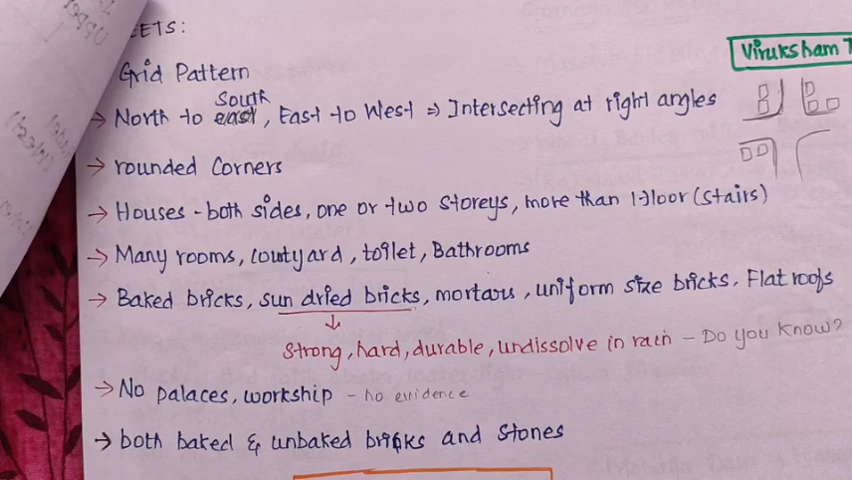 EETS:
Viruksham T
Grid Pattern
→ North to south east, East to West ⇒ Intersecting at right angles
→ rounded Corners
→ Houses - both sides, one or two Storeys, more than 1 floor (Stairs)
→ Many rooms, Coutyard, toilet, Bathrooms
→ Baked bricks, sun dried bricks, mortars, uniform size bricks. Flat roofs
Strong, hard, durable, undissolve in rain - Do you know?
→ No palaces, workship - no evidence
→ both baked & unbaked bricks and Stones